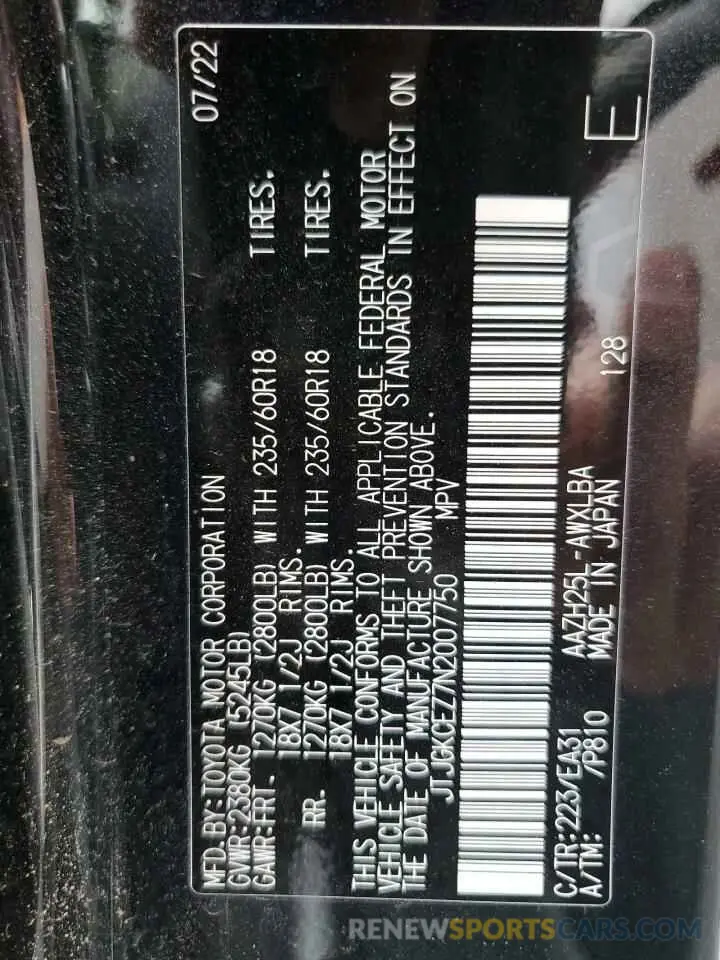 MFD.BY:TOYOTA MOTOR CORPORATION 07/22
GVWR:2380KG (5245LB)
GAWR:FRT. 1270KG (2800LB) WITH 235/60R18 TIRES.
18X7 1/2J RIMS.
RR. 1270KG (2800LB) WITH 235/60R18 TIRES.
18X7 1/2J RIMS.
THIS VEHICLE CONFORMS TO ALL APPLICABLE FEDERAL MOTOR
VEHICLE SAFETY AND THEFT PREVENTION STANDARDS IN EFFECT ON
THE DATE OF MANUFACTURE SHOWN ABOVE.
JTJGKCEZ7N2007750 MPV
C/TR:223/EA31 AAZH25L-AWXLBA
A/TM: /P810 MADE IN JAPAN 128 E
RENEWSPORTSCARS.COM